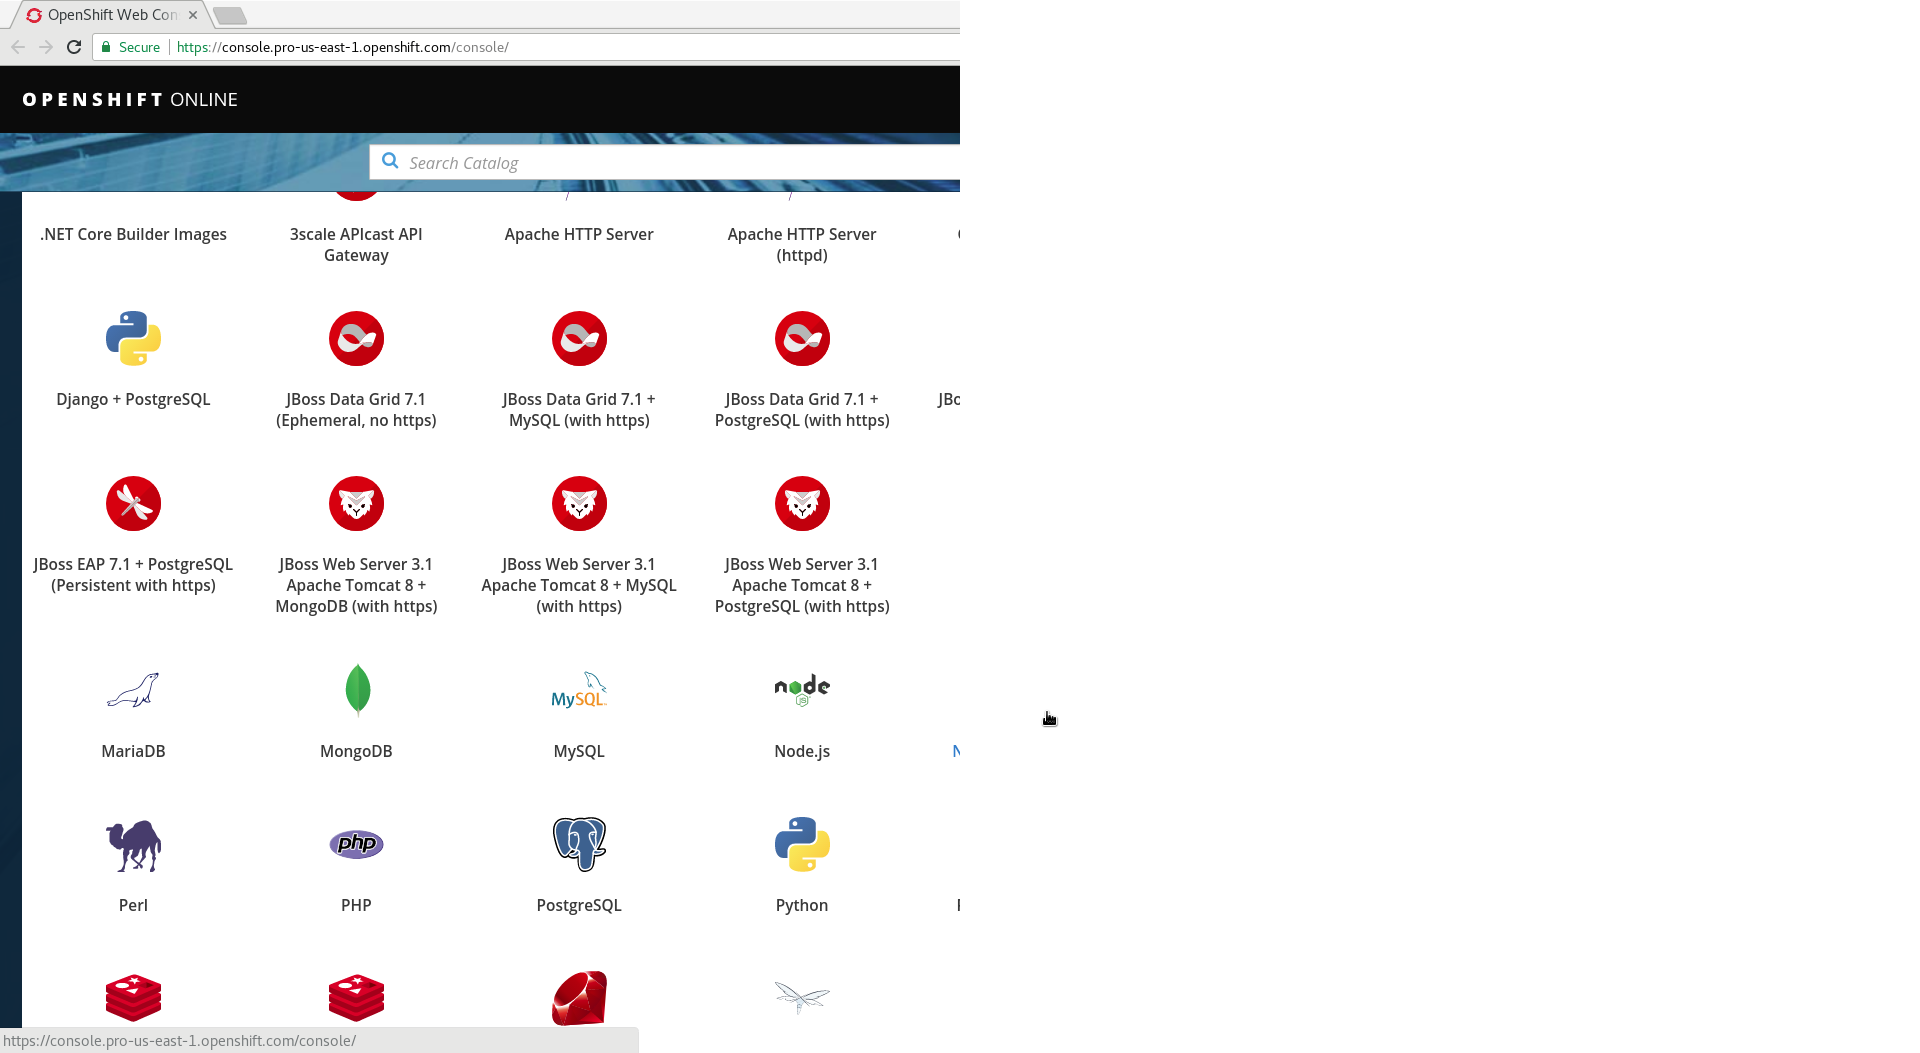 OpenShift Web Con
Secure https://console.pro-us-east-1.openshift.com/console/
OPENSHIFT ONLINE
Search Catalog
.NET Core Builder Images
3scale APIcast API
Gateway
Apache HTTP Server
Apache HTTP Server
(httpd)
Django + PostgreSQL
JBoss Data Grid 7.1
(Ephemeral, no https)
JBoss Data Grid 7.1 +
MySQL (with https)
JBoss Data Grid 7.1 +
PostgreSQL (with https)
JBo
JBoss EAP 7.1 + PostgreSQL
(Persistent with https)
JBoss Web Server 3.1
Apache Tomcat 8 +
MongoDB (with https)
JBoss Web Server 3.1
Apache Tomcat 8 + MySQL
(with https)
JBoss Web Server 3.1
Apache Tomcat 8 +
PostgreSQL (with https)
MySQL
node
JS
MariaDB
MongoDB
MySQL
Node.js
php
Perl
PHP
PostgreSQL
Python
https://console.pro-us-east-1.openshift.com/console/